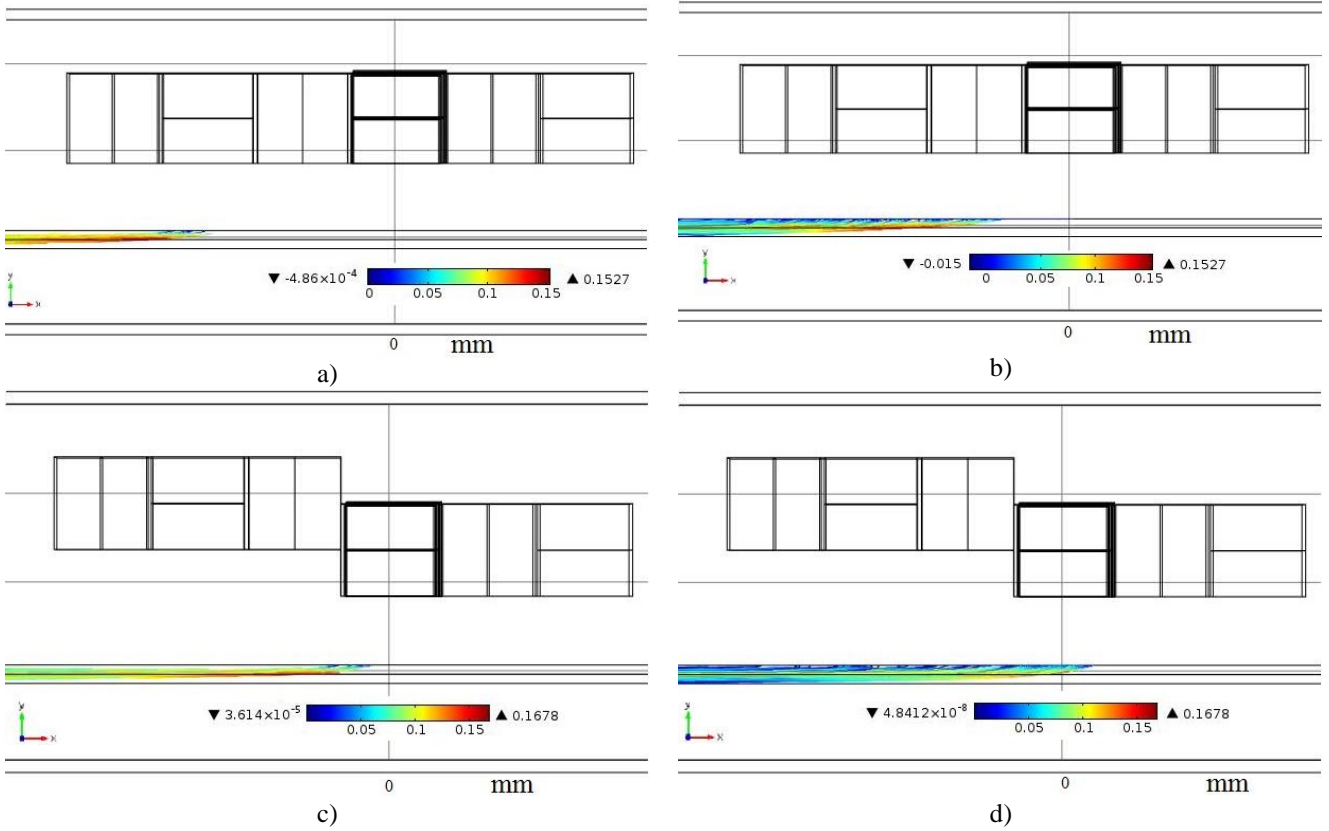 ▼ -4.86×10⁻⁴ ▲ 0.1527
0 0.05 0.1 0.15
y
x
0 mm
a)
▼ -0.015 ▲ 0.1527
0 0.05 0.1 0.15
y
x
0 mm
b)
▼ 3.614×10⁻⁵ ▲ 0.1678
0.05 0.1 0.15
y
x
0 mm
c)
▼ 4.8412×10⁻⁸ ▲ 0.1678
0.05 0.1 0.15
y
x
0 mm
d)